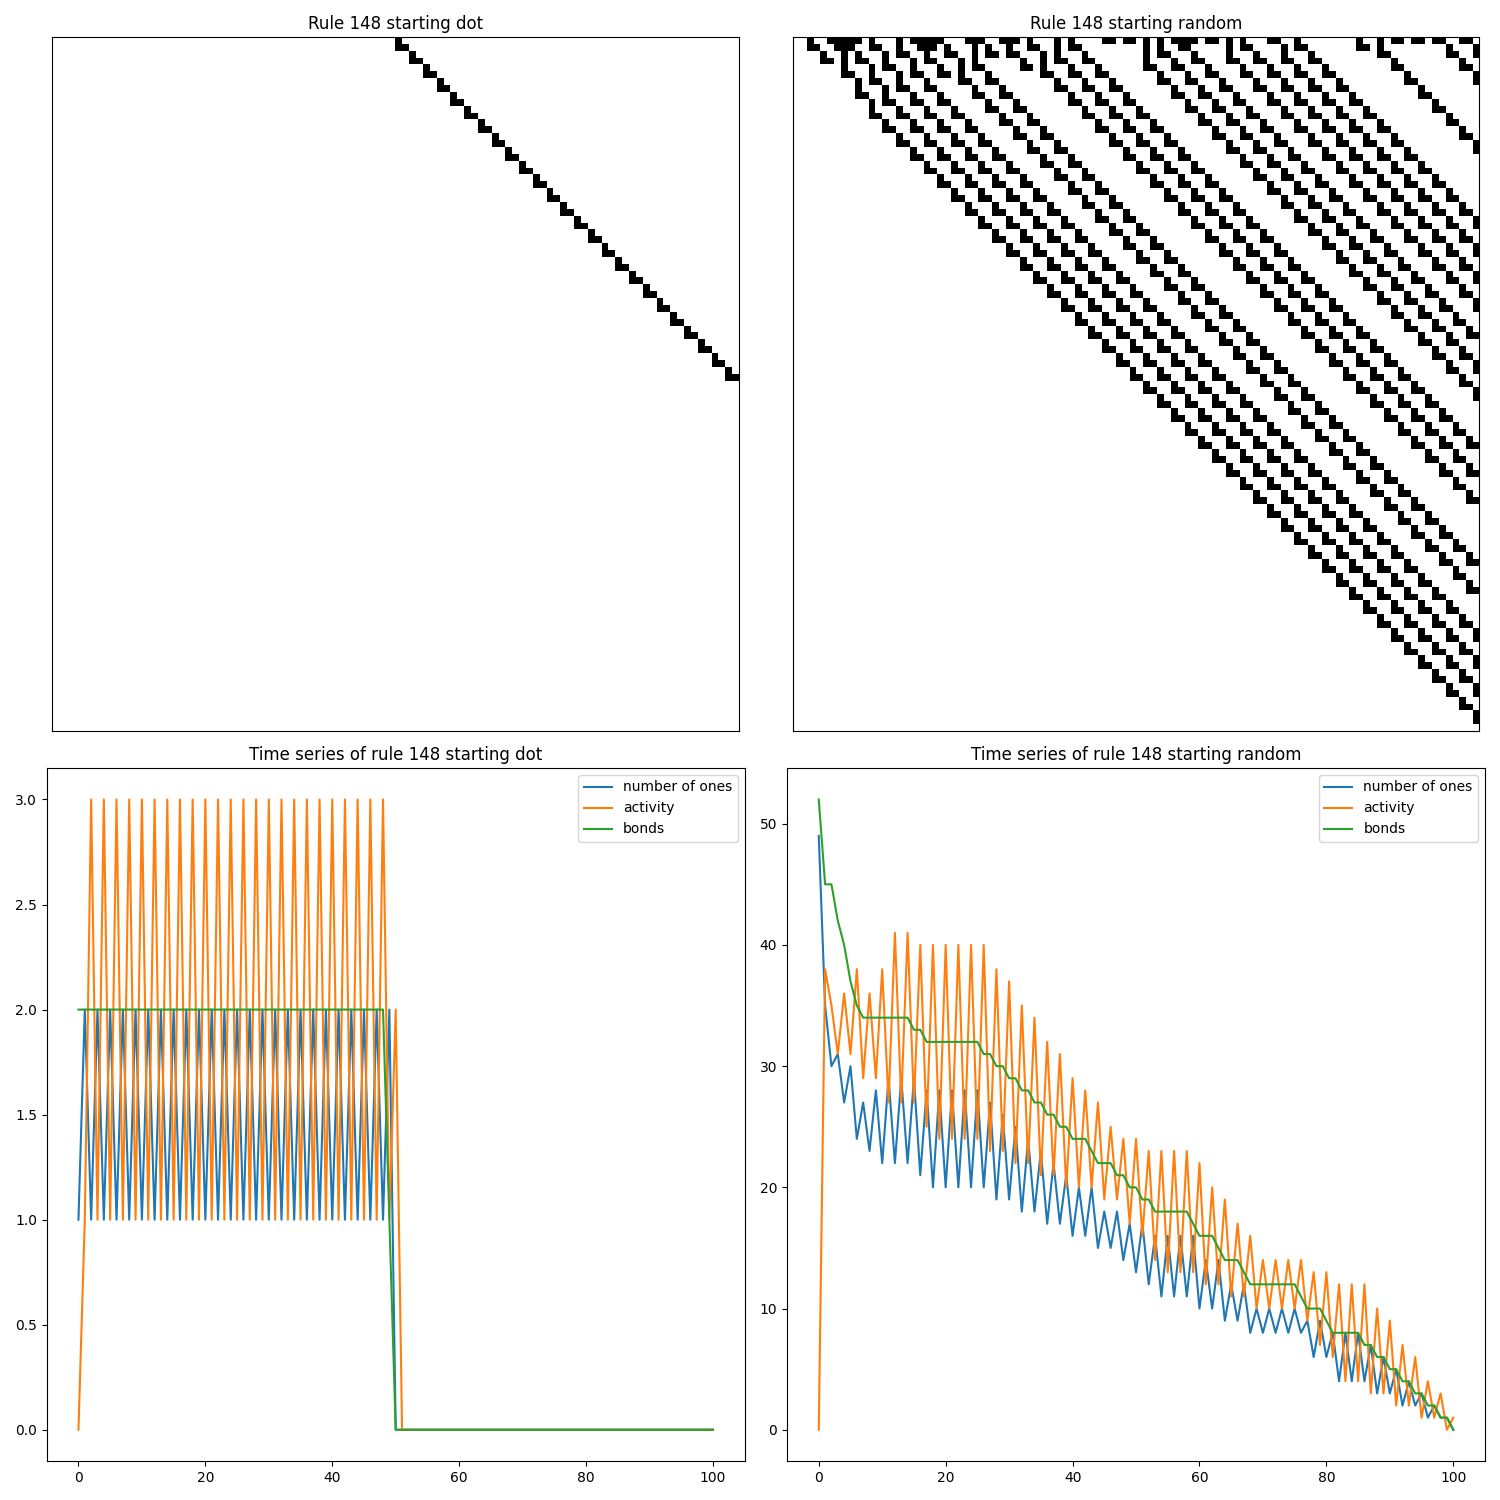 Rule 148 starting dot
Rule 148 starting random
Time series of rule 148 starting dot
number of ones
activity
bonds
3.0
2.5
2.0
1.5
1.0
0.5
0.0
0
20
40
60
80
100
Time series of rule 148 starting random
number of ones
activity
bonds
50
40
30
20
10
0
0
20
40
60
80
100